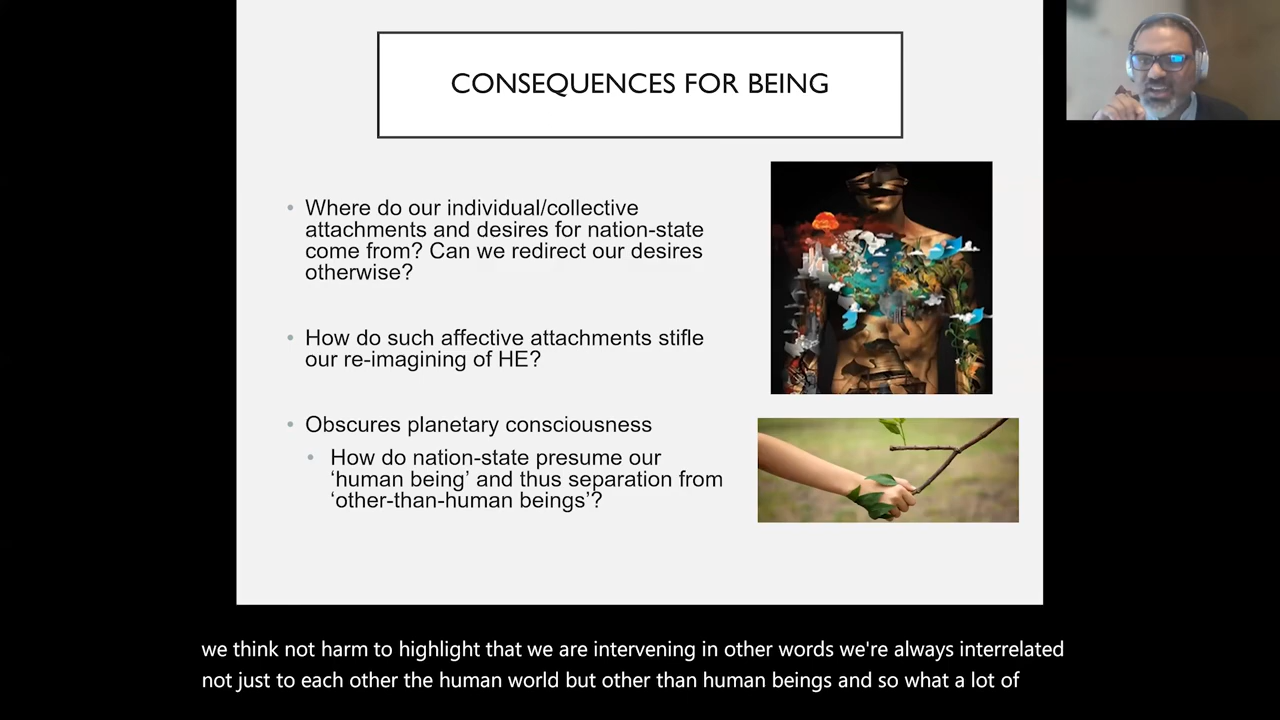 CONSEQUENCES FOR BEING
• Where do our individual/collective
attachments and desires for nation-state
come from? Can we redirect our desires
otherwise?
• How do such affective attachments stifle
our re-imagining of HE?
• Obscures planetary consciousness
• How do nation-state presume our
‘human being’ and thus separation from
‘other-than-human beings’?
we think not harm to highlight that we are intervening in other words we're always interrelated
not just to each other the human world but other than human beings and so what a lot of